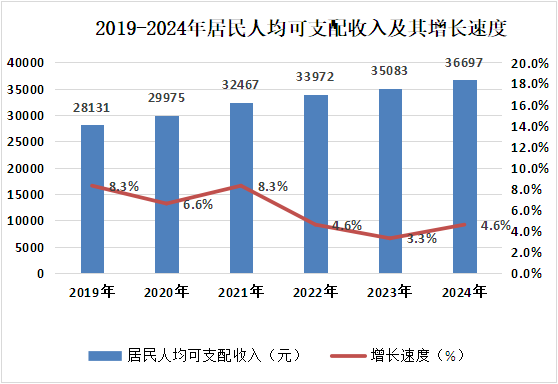 2019-2024年居民人均可支配收入及其增长速度
40000 20.0%
35000 18.0%
30000 16.0%
25000 14.0%
20000 12.0%
15000 10.0%
10000 8.0%
5000 6.0%
0 4.0%
2.0%
0.0%
28131 29975 32467 33972 35083 36697
8.3% 6.6% 8.3% 4.6% 3.3% 4.6%
2019年 2020年 2021年 2022年 2023年 2024年
居民人均可支配收入（元） 增长速度（%）